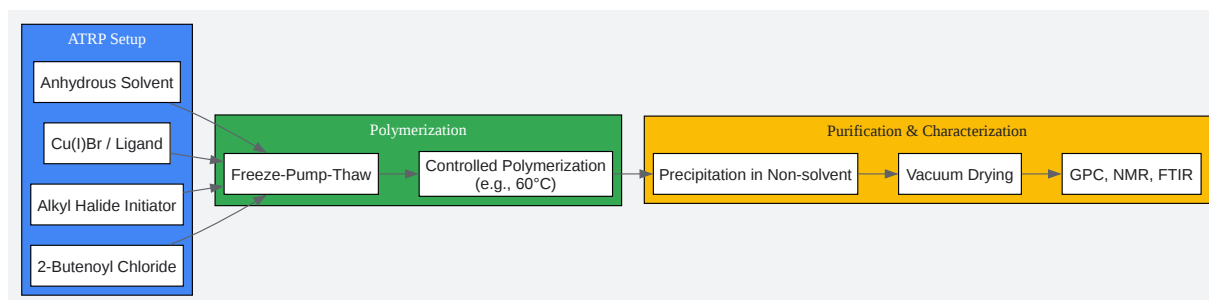 ATRP Setup
Anhydrous Solvent
Cu(I)Br / Ligand
Alkyl Halide Initiator
2-Butenoyl Chloride
Polymerization
Freeze-Pump-Thaw
Controlled Polymerization
(e.g., 60°C)
Purification & Characterization
Precipitation in Non-solvent
Vacuum Drying
GPC, NMR, FTIR